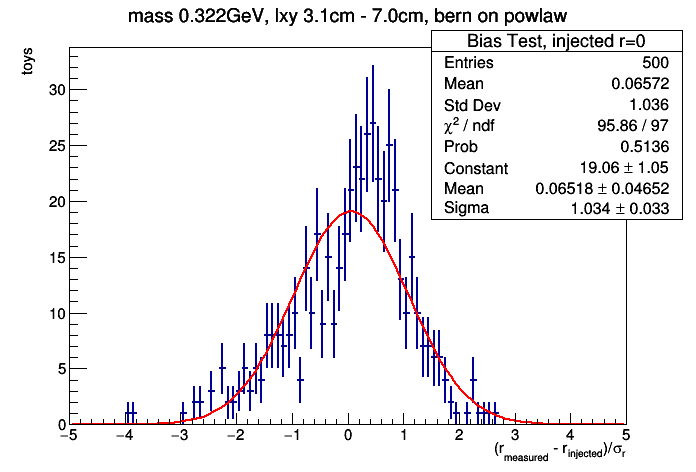 mass 0.322GeV, lxy 3.1cm - 7.0cm, bern on powlaw
Bias Test, injected r=0
Entries 500
Mean 0.06572
Std Dev 1.036
χ² / ndf 95.86 / 97
Prob 0.5136
Constant 19.06 ± 1.05
Mean 0.06518 ± 0.04652
Sigma 1.034 ± 0.033
toys
30
25
20
15
10
5
0
−5 −4 −3 −2 −1 0 1 2 3 4 5
(r_measured - r_injected)/σ_r